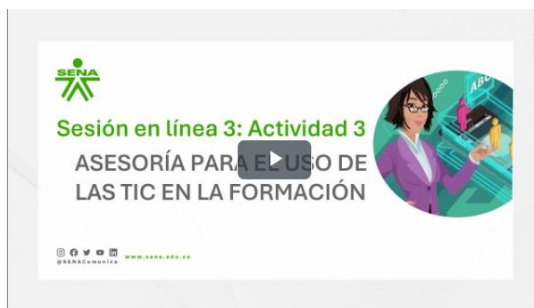 SENA
Sesión en línea 3: Actividad 3
ASESORÍA PARA EL USO DE
LAS TIC EN LA FORMACIÓN
ABC
@SENAComunica www.sena.edu.co